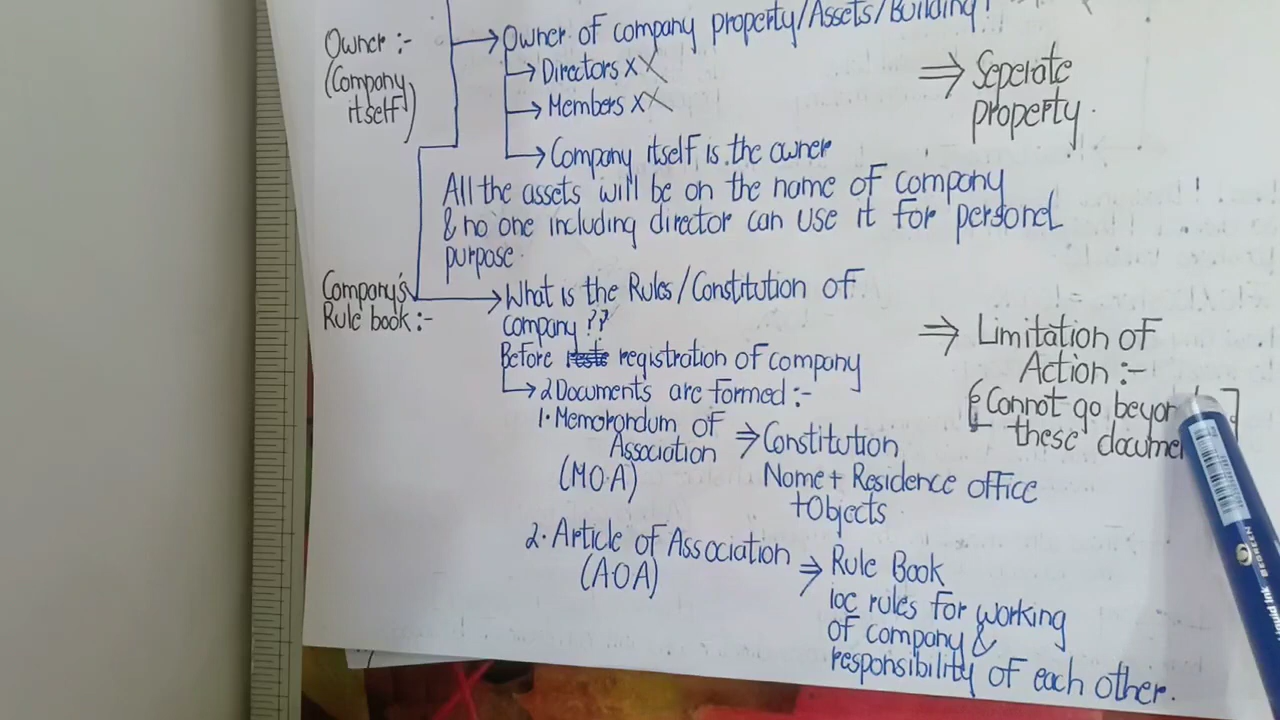 Owner :-
(Company
itself)
Owner of company property/Assets/Building?
Directors XX
Members XX
Company itself is the owner
⇒ Seperate
property.
All the assets will be on the name of company
& no one including director can use it for personel
purpose.
Company's
Rule book :-
What is the Rules/Constitution of
company??
Before registration of company
2 Documents are formed :-
1. Memorandum of
Association
(MOA)
⇒ Constitution
Name + Residence office
+ Objects
2. Article of Association
(AOA)
⇒ Rule Book
loc rules for working
of company &
responsibility of each other.
⇒ Limitation of
Action :-
[Cannot go beyon
these docume